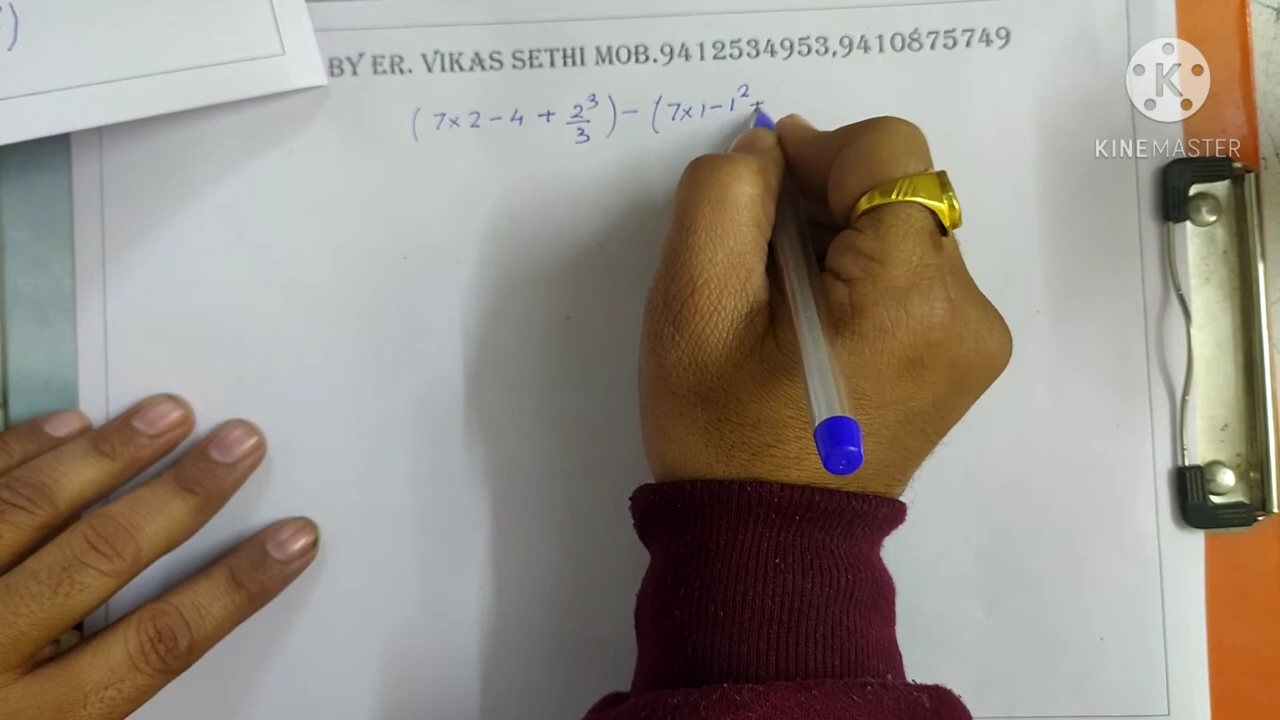 )
BY ER. VIKAS SETHI MOB.9412534953,9410875749
( 7×2-4 + 2³/3 ) - (7×1-1²+
K
KINEMASTER